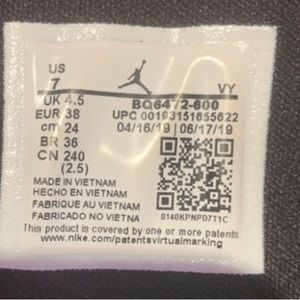 US
7
VY
UK 4.5
BQ6472-600
EUR 38
UPC 00193151655622
cm 24
04/16/19 06/17/19
BR 36
CN 240
(2.5)
MADE IN VIETNAM
HECHO EN VIETNAM
FABRIQUE AU VIETNAM
FABRICADO NO VIETNA
0140KPNPD7T1C
This product is covered by one or more patents
www.nike.com/patentsvirtualmarking